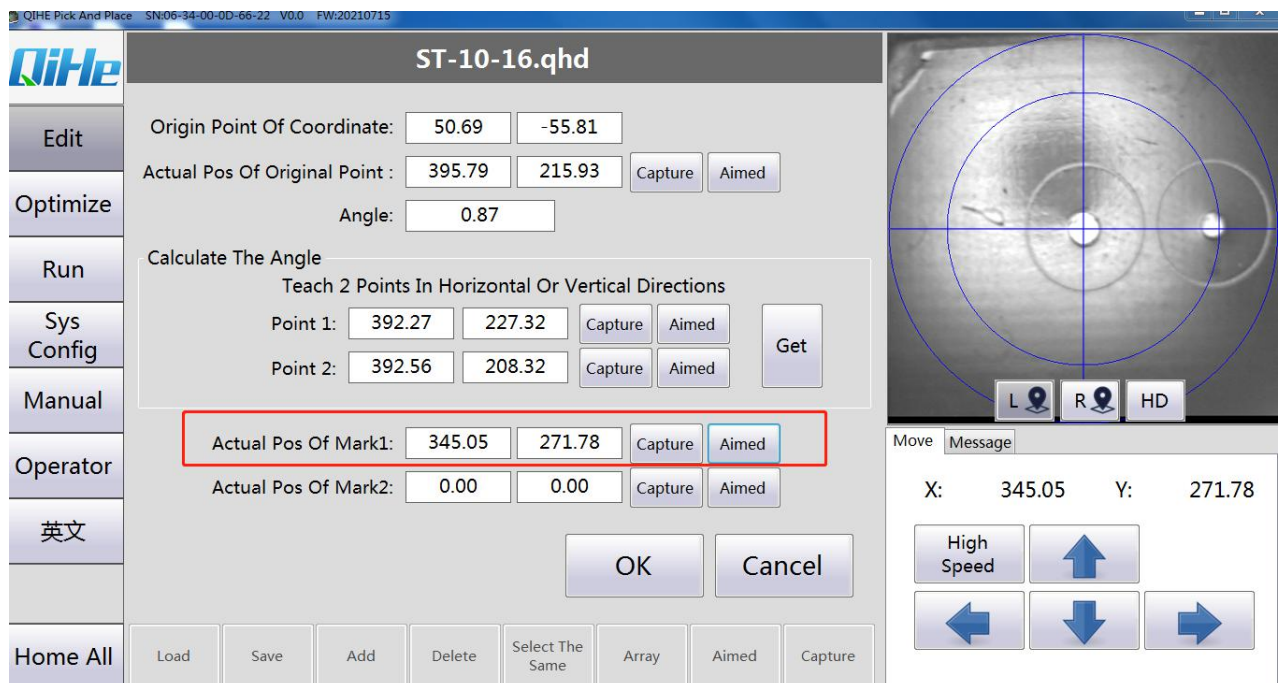 QIHE Pick And Place SN:06-34-00-0D-66-22 V0.0 FW:20210715
QiHe
ST-10-16.qhd
Edit
Optimize
Run
Sys
Config
Manual
Operator
英文
Home All
Origin Point Of Coordinate: 50.69 -55.81
Actual Pos Of Original Point : 395.79 215.93 Capture Aimed
Angle: 0.87
Calculate The Angle
Teach 2 Points In Horizontal Or Vertical Directions
Point 1: 392.27 227.32 Capture Aimed
Get
Point 2: 392.56 208.32 Capture Aimed
Actual Pos Of Mark1: 345.05 271.78 Capture Aimed
Actual Pos Of Mark2: 0.00 0.00 Capture Aimed
OK Cancel
Load Save Add Delete Select The
Same Array Aimed Capture
L R HD
Move Message
X: 345.05 Y: 271.78
High
Speed